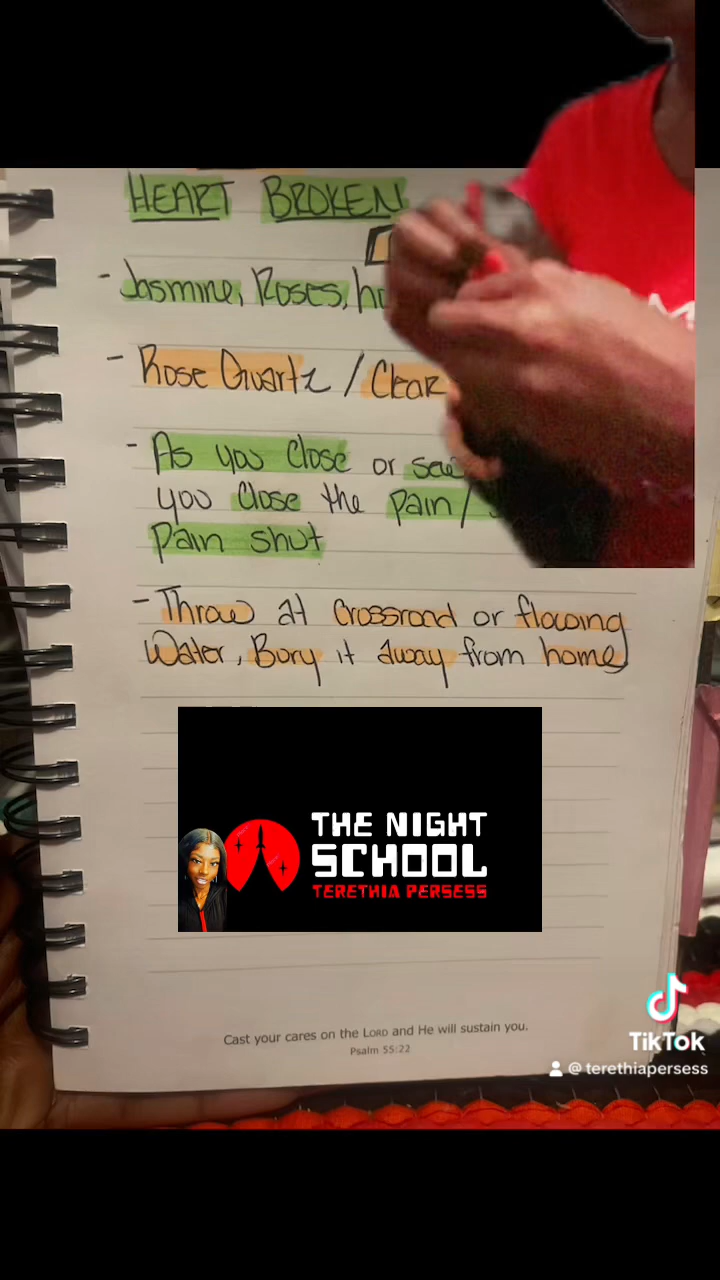 HEART BROKEN
- Jasmine, Roses,
- Rose Quartz / Clear
- As you close or
you close the pain/
pain shut
- Throw at Crossroad or flowing
Water, Bury it away from home
THE NIGHT
SCHOOL
TERETHIA PERSESS
Cast your cares on the LORD and He will sustain you.
Psalm 55:22
TikTok
@terethiapersess